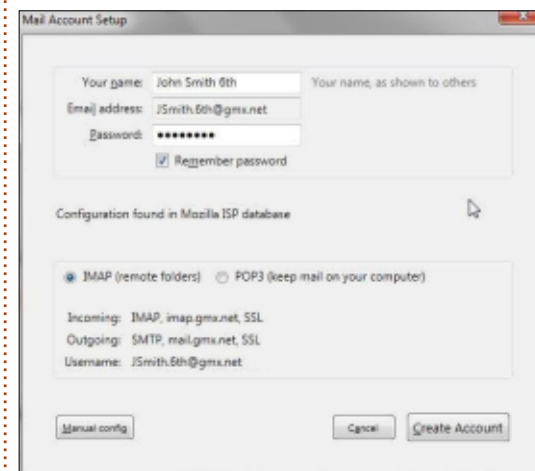 Mail Account Setup
Your name: John Smith 6th Your name, as shown to others
Email address: JSmith.6th@gmx.net
Password: ••••••••
Remember password
Configuration found in Mozilla ISP database
IMAP (remote folders) POP3 (keep mail on your computer)
Incoming: IMAP, imap.gmx.net, SSL
Outgoing: SMTP, mail.gmx.net, SSL
Username: JSmith.6th@gmx.net
Manual config Cancel Create Account